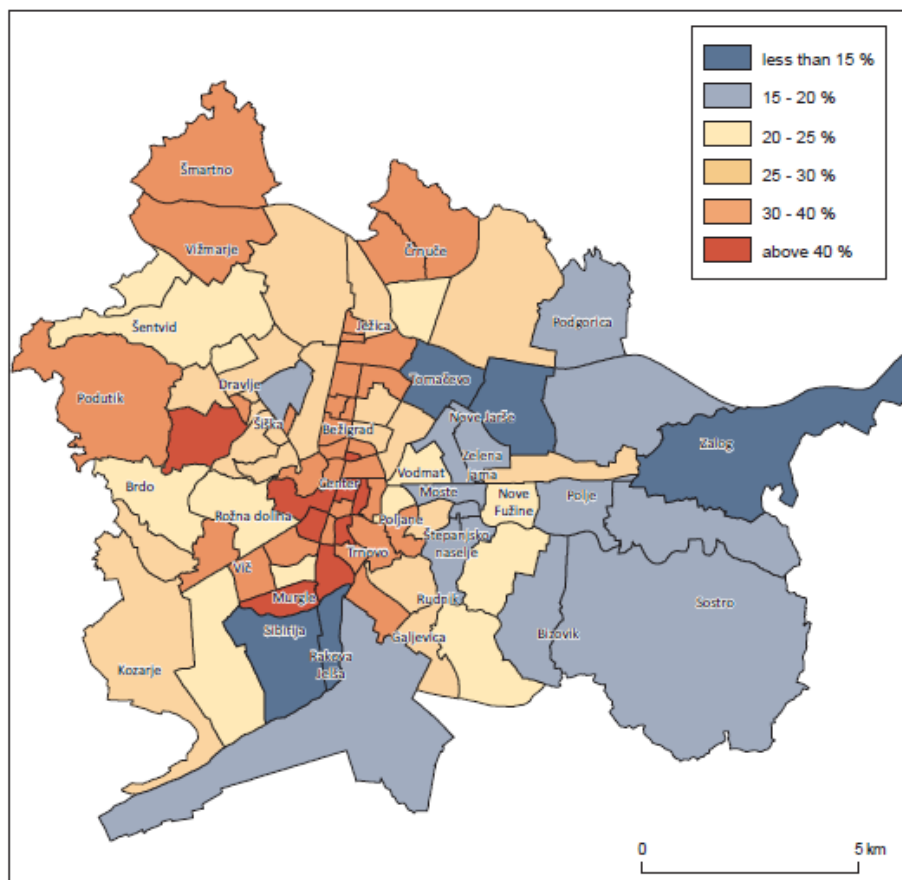 less than 15 %
15 - 20 %
20 - 25 %
25 - 30 %
30 - 40 %
above 40 %
Šmartno
Vižmarje
Črnuče
Podgorica
Šentvid
Ježica
Tomačevo
Podutik
Dravlje
Nove Jarše
Šiška
Bežigrad
Zalog
Zelena
jama
Vodmat
Center
Brdo
Moste
Nove
Fužine
Polje
Rožna dolina
Poljane
Štepanjsko
naselje
Trnovo
Vič
Murgle
Rudnik
Sostro
Sibirija
Galjevica
Bizovik
Rakova
Jelša
Kozarje
0
5 km